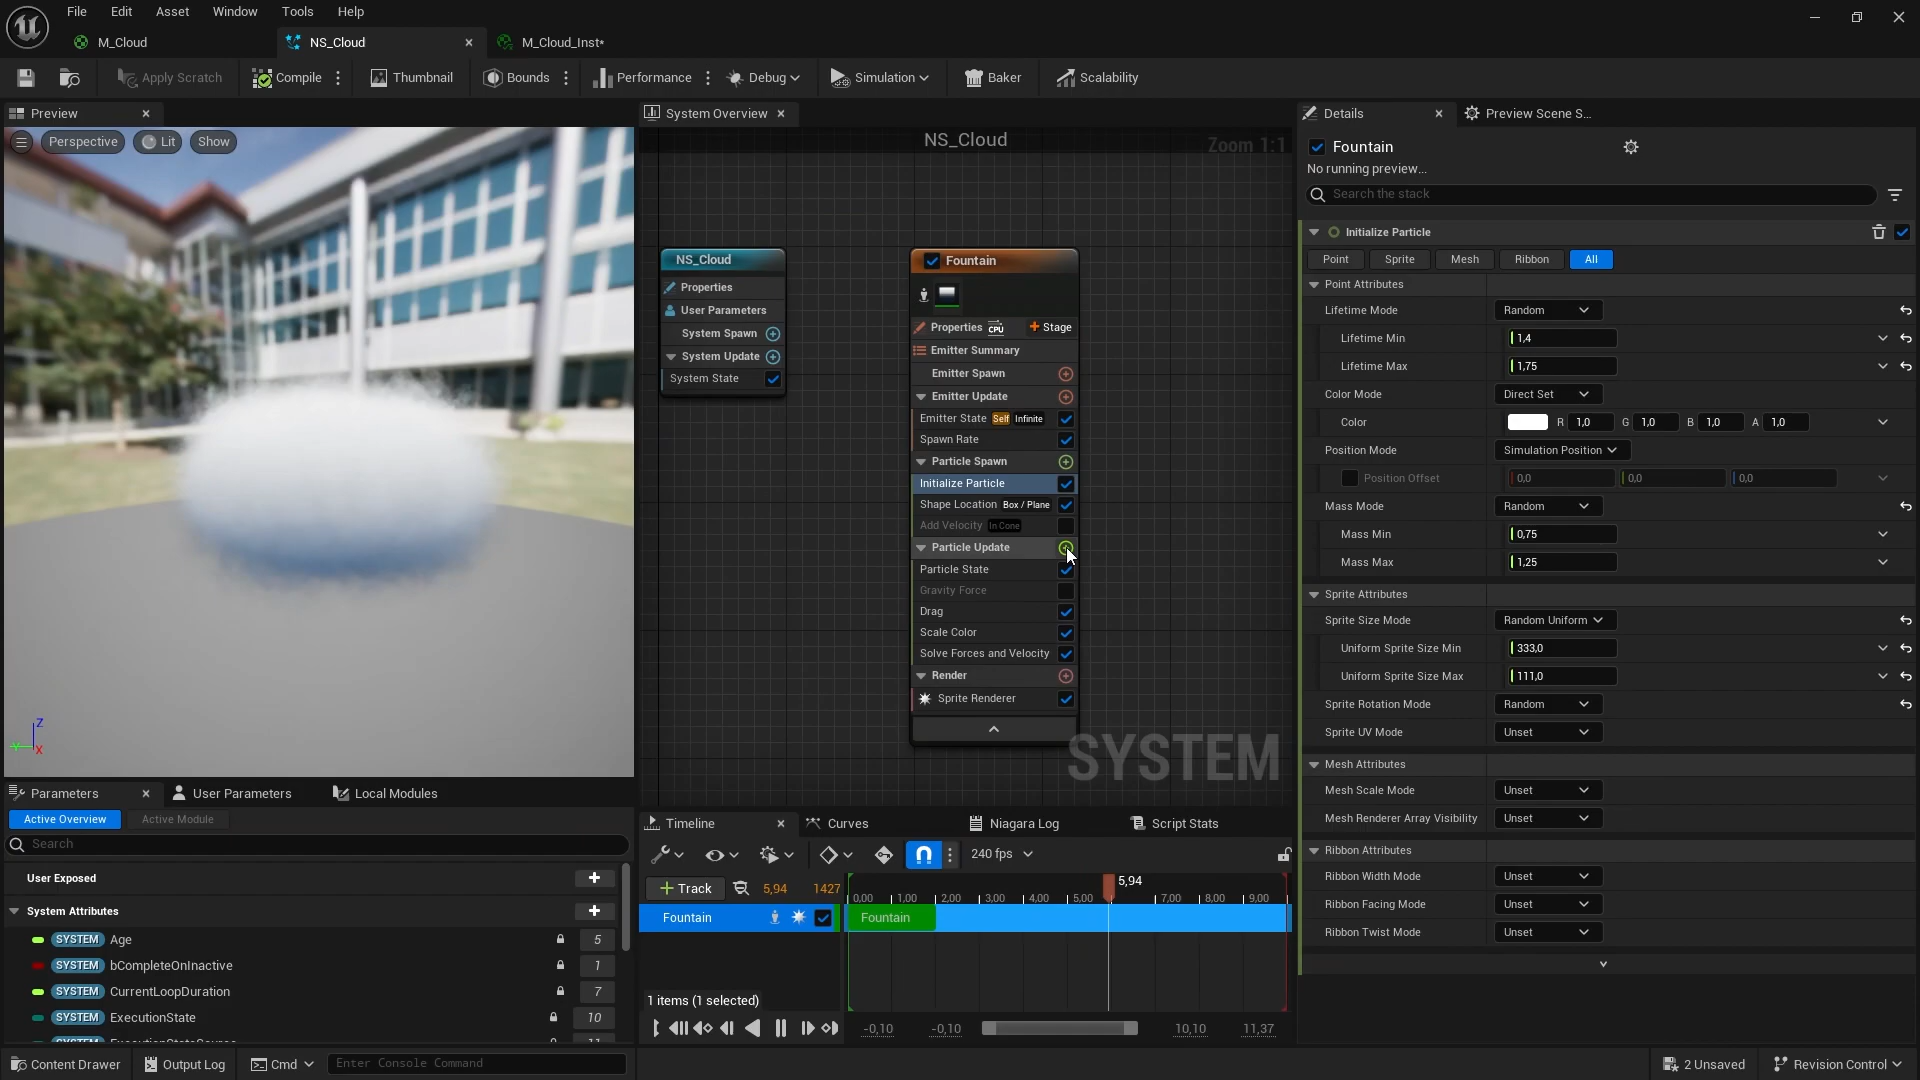 File Edit Asset Window Tools Help
M_Cloud NS_Cloud M_Cloud_Inst*
Apply Scratch Compile Thumbnail Bounds Performance Debug Simulation Baker Scalability
Preview
Perspective Lit Show
Z
Y X
System Overview
NS_Cloud
Zoom 1:1
NS_Cloud
Properties
User Parameters
System Spawn
System Update
System State
Fountain
Properties CPU Stage
Emitter Summary
Emitter Spawn
Emitter Update
Emitter State Self Infinite
Spawn Rate
Particle Spawn
Initialize Particle
Shape Location Box / Plane
Add Velocity In Cone
Particle Update
Particle State
Gravity Force
Drag
Scale Color
Solve Forces and Velocity
Render
Sprite Renderer
SYSTEM
Details Preview Scene S...
Fountain
No running preview...
Search the stack
Initialize Particle
Point Sprite Mesh Ribbon All
Point Attributes
Lifetime Mode Random
Lifetime Min 1,4
Lifetime Max 1,75
Color Mode Direct Set
Color R 1,0 G 1,0 B 1,0 A 1,0
Position Mode Simulation Position
Position Offset 0,0 0,0 0,0
Mass Mode Random
Mass Min 0,75
Mass Max 1,25
Sprite Attributes
Sprite Size Mode Random Uniform
Uniform Sprite Size Min 333,0
Uniform Sprite Size Max 111,0
Sprite Rotation Mode Random
Sprite UV Mode Unset
Mesh Attributes
Mesh Scale Mode Unset
Mesh Renderer Array Visibility Unset
Ribbon Attributes
Ribbon Width Mode Unset
Ribbon Facing Mode Unset
Ribbon Twist Mode Unset
Parameters User Parameters Local Modules
Active Overview Active Module
Search
User Exposed
System Attributes
SYSTEM Age 5
SYSTEM bCompleteOnInactive 1
SYSTEM CurrentLoopDuration 7
SYSTEM ExecutionState 10
Timeline Curves Niagara Log Script Stats
240 fps
Track 5,94 1427
5,94
0,00 1,00 2,00 3,00 4,00 5,00 7,00 8,00 9,00
Fountain Fountain
1 items (1 selected)
-0,10 -0,10 10,10 11,37
Content Drawer Output Log Cmd Enter Console Command 2 Unsaved Revision Control